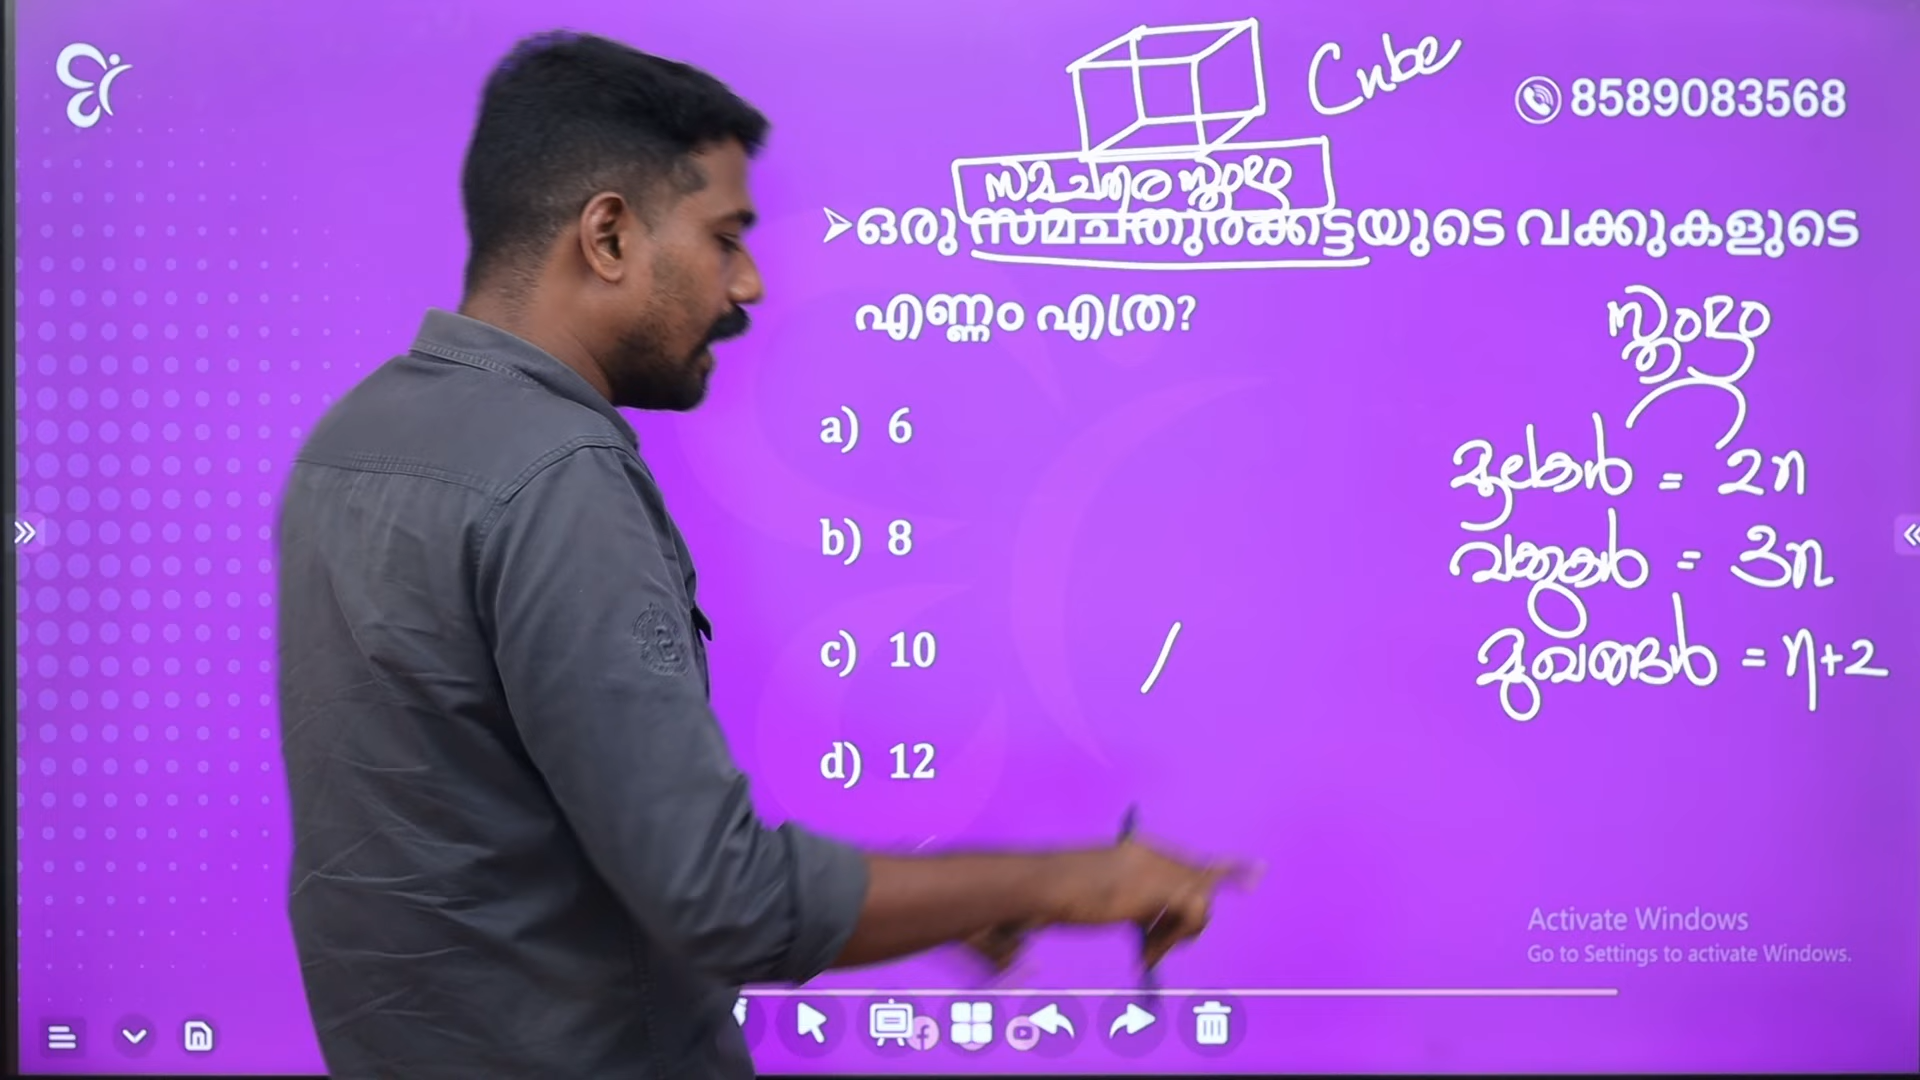 Cube
8589083568
സമചതുര സ്തംഭം
➢ഒരു സമചതുരക്കട്ടയുടെ വക്കുകളുടെ
എണ്ണം എത്ര?
സ്തംഭം
a) 6
മൂലകൾ = 2n
b) 8
വക്കുകൾ = 3n
c) 10
മുഖങ്ങൾ = n+2
d) 12
Activate Windows
Go to Settings to activate Windows.